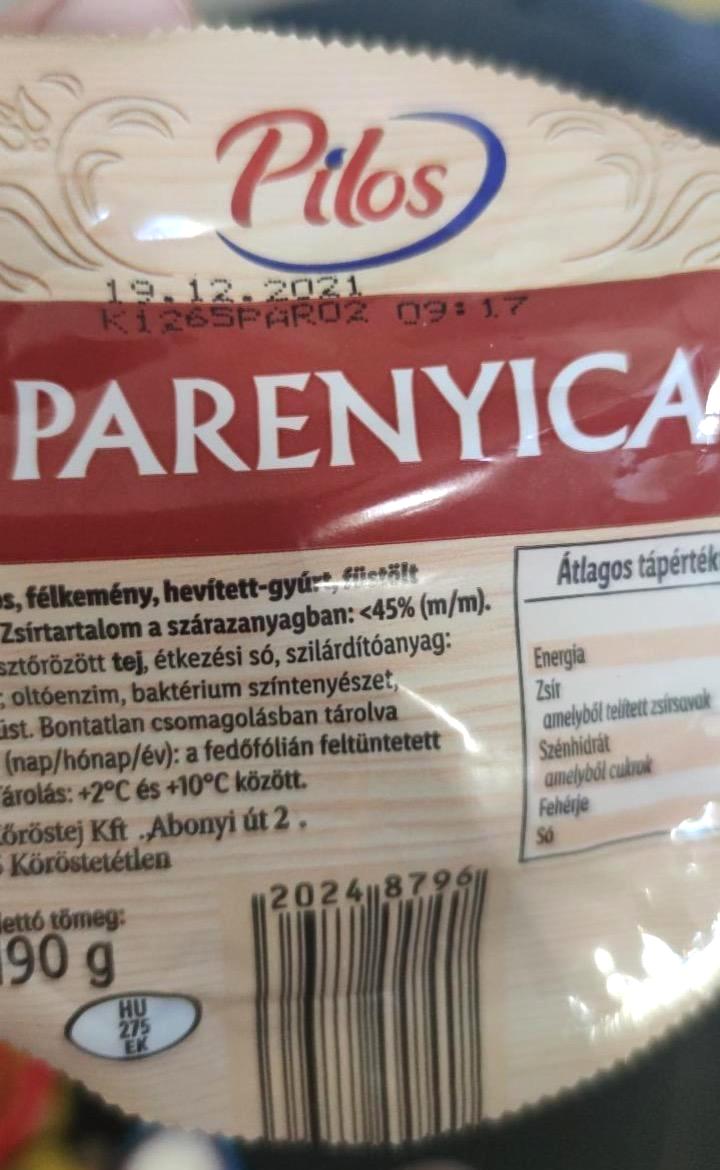 Pilos
19.12.2021
K126SPAR02 09:17
PARENYICA
félkemény, hevített-gyúrt, füstölt
Zsírtartalom a szárazanyagban: <45% (m/m).
tej, étkezési só, szilárdítóanyag:
oltóenzim, baktérium színtenyészet,
Bontatlan csomagolásban tárolva
(nap/hónap/év): a fedőfólián feltüntetett
+2°C és +10°C között.
Kft .,Abonyi út 2 .
Köröstetétlen
tömeg:
190 g
HU
275
EK
2024 8796
Átlagos tápérték
Energia
Zsír
amelyből telített zsírsavak
Szénhidrát
amelyből cukrok
Fehérje
Só